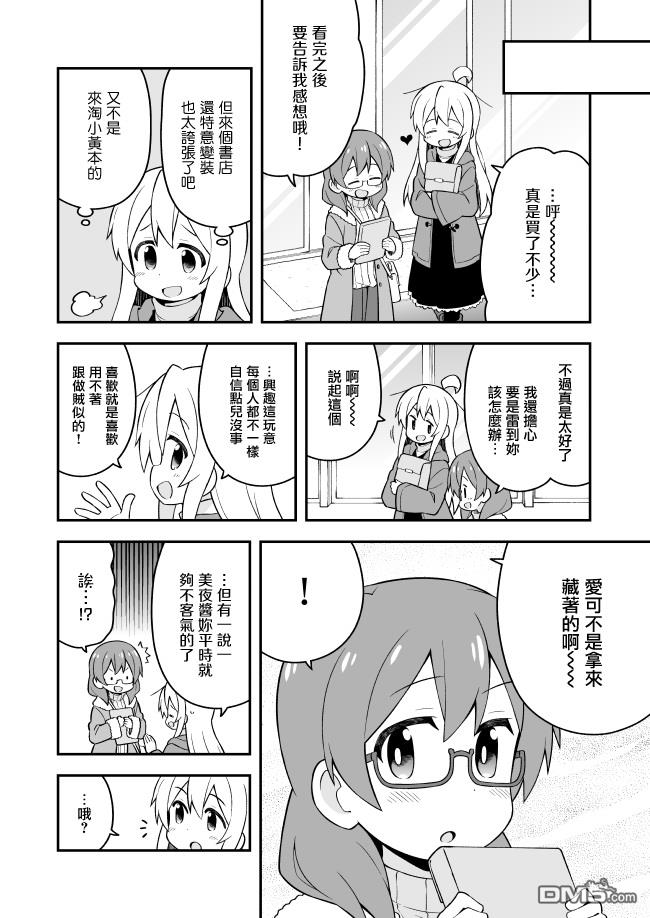 …呼~~~~
真是買了不少…
看完之後
要告訴我感想哦！
但來個書店
還特意變裝
也太誇張了吧
又不是
來淘小黃本的
不過真是太好了
我還擔心
要是雷到妳
該怎麼辦…
啊啊~~~
説起這個
…興趣這玩意
每個人都不一樣
自信點兒沒事
喜歡就是喜歡
用不著
跟做賊似的！
愛可不是拿來
藏著的啊~~~
！
…但有一說一
美夜醬妳平時就
夠不客氣的了
誒…!?
…哦？
DM5.com